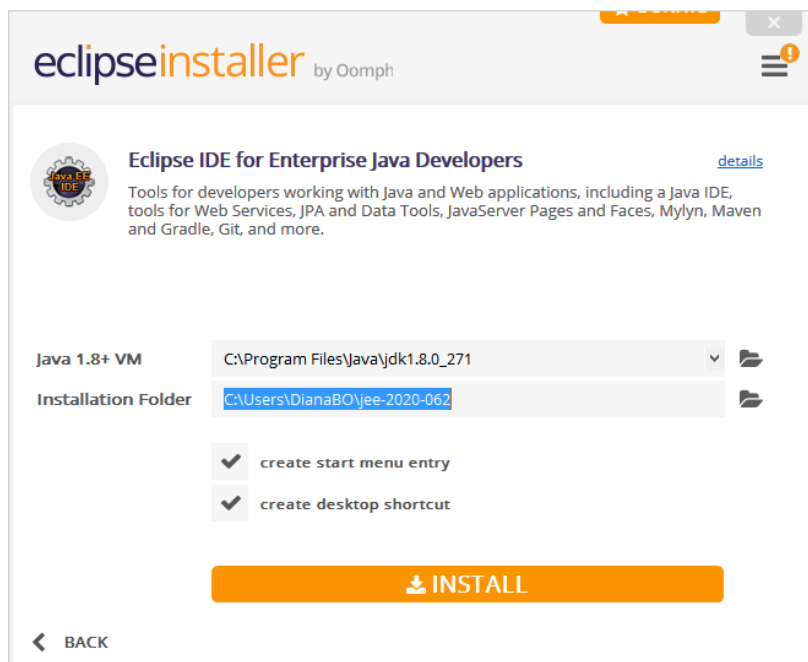 eclipseinstaller by Oomph
!
Java EE
IDE
Eclipse IDE for Enterprise Java Developers
details
Tools for developers working with Java and Web applications, including a Java IDE,
tools for Web Services, JPA and Data Tools, JavaServer Pages and Faces, Mylyn, Maven
and Gradle, Git, and more.
Java 1.8+ VM
C:\Program Files\Java\jdk1.8.0_271
Installation Folder
C:\Users\DianaBO\jee-2020-062
create start menu entry
create desktop shortcut
INSTALL
BACK